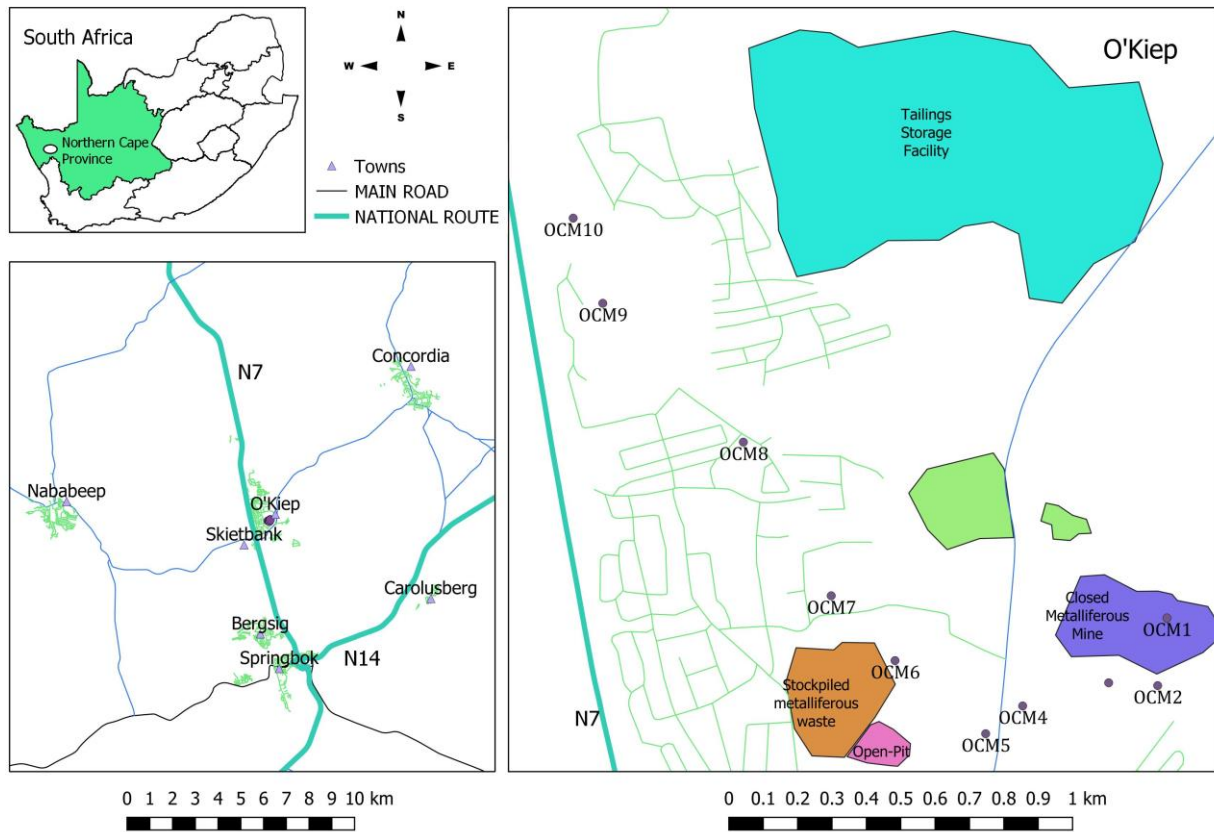 South Africa
Northern Cape
Province
N
W
E
S
Towns
MAIN ROAD
NATIONAL ROUTE
N7
Concordia
Nababeep
O'Kiep
Skietbank
Carolusberg
Bergsig
Springbok
N14
0 1 2 3 4 5 6 7 8 9 10 km
O'Kiep
Tailings
Storage
Facility
OCM10
OCM9
OCM8
OCM7
Closed
Metalliferous
Mine
OCM1
OCM6
OCM2
Stockpiled
metalliferous
waste
OCM4
N7
OCM5
Open-Pit
0 0.1 0.2 0.3 0.4 0.5 0.6 0.7 0.8 0.9 1 km